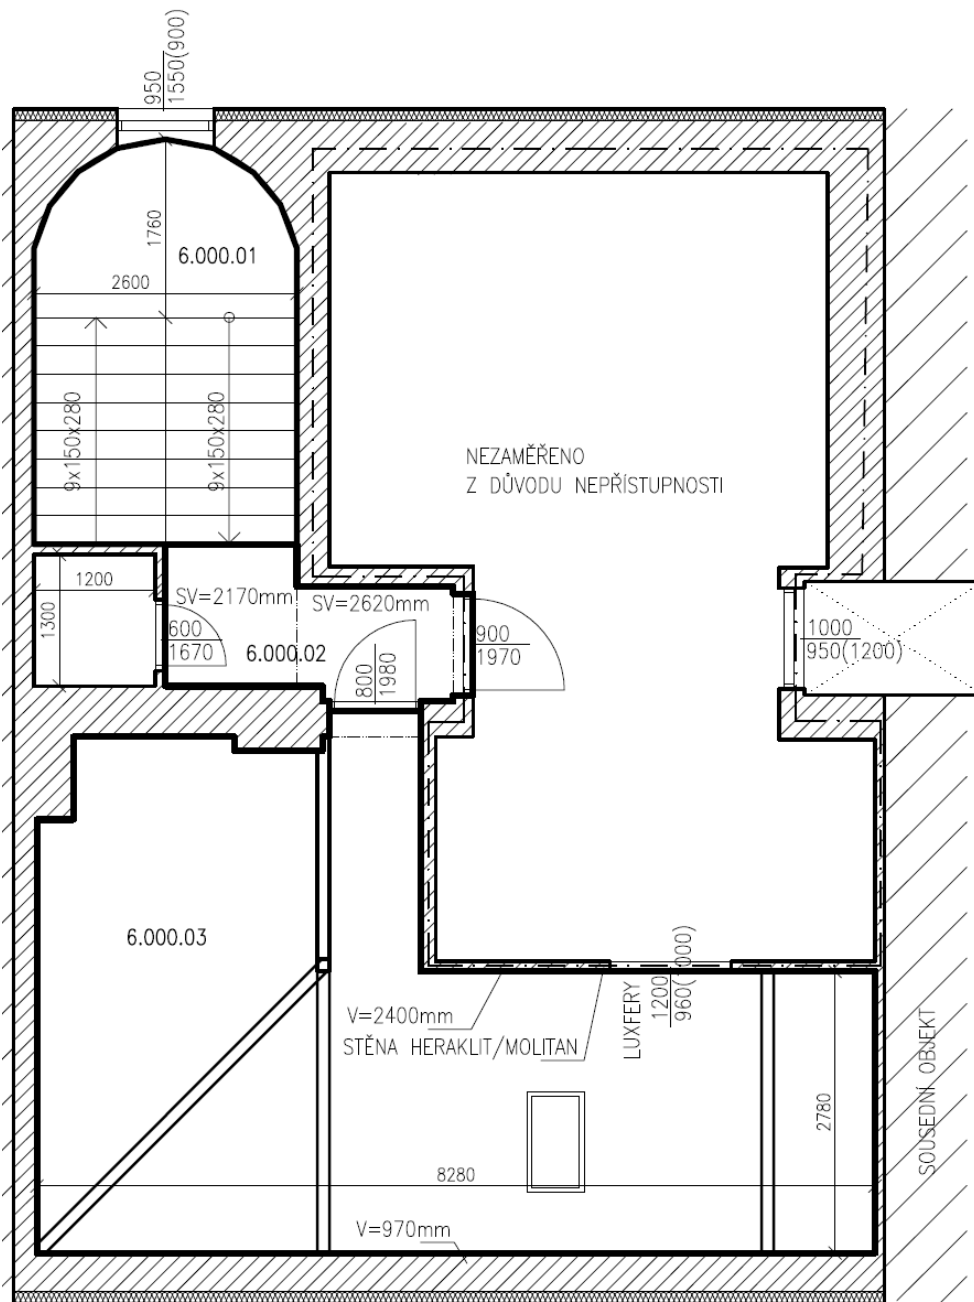 950
1550(900)
1760
6.000.01
2600
9x150x280
9x150x280
NEZAMĚŘENO
Z DŮVODU NEPŘÍSTUPNOSTI
1200
1300
SV=2170mm
SV=2620mm
600
1670
6.000.02
800
1980
900
1970
1000
950(1200)
6.000.03
V=2400mm
STĚNA HERAKLIT/MOLITAN
LUXFERY
1200
960(1000)
2780
SOUSEDNÍ OBJEKT
8280
V=970mm